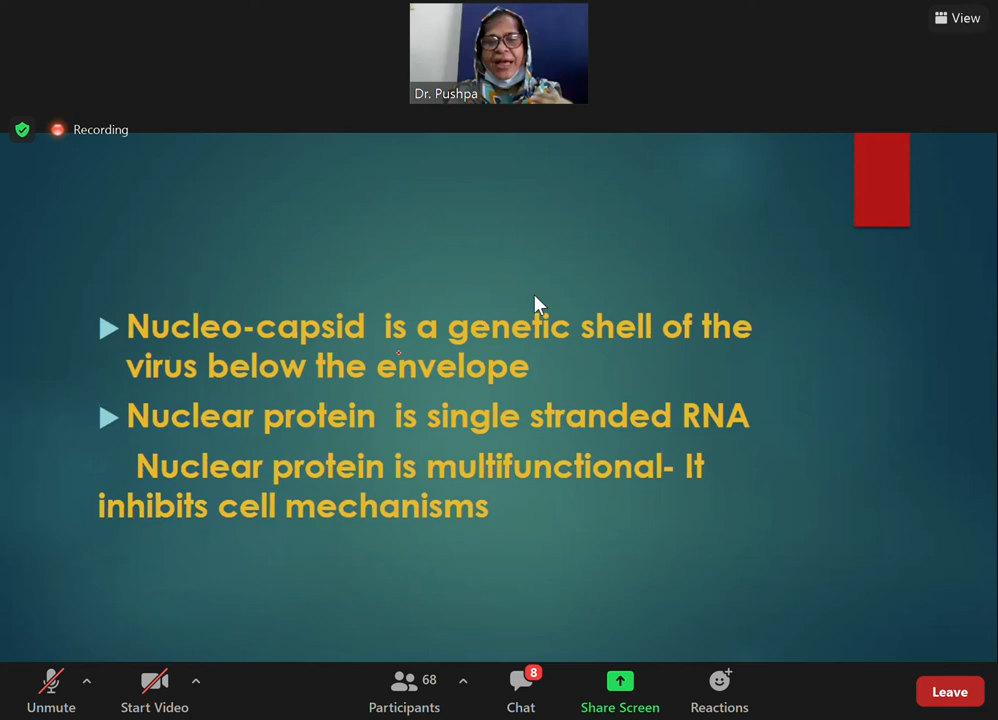 View
Dr. Pushpa
Recording
Nucleo-capsid is a genetic shell of the
virus below the envelope
Nuclear protein is single stranded RNA
Nuclear protein is multifunctional- It
inhibits cell mechanisms
68
8
Unmute
Start Video
Participants
Chat
Share Screen
Reactions
Leave